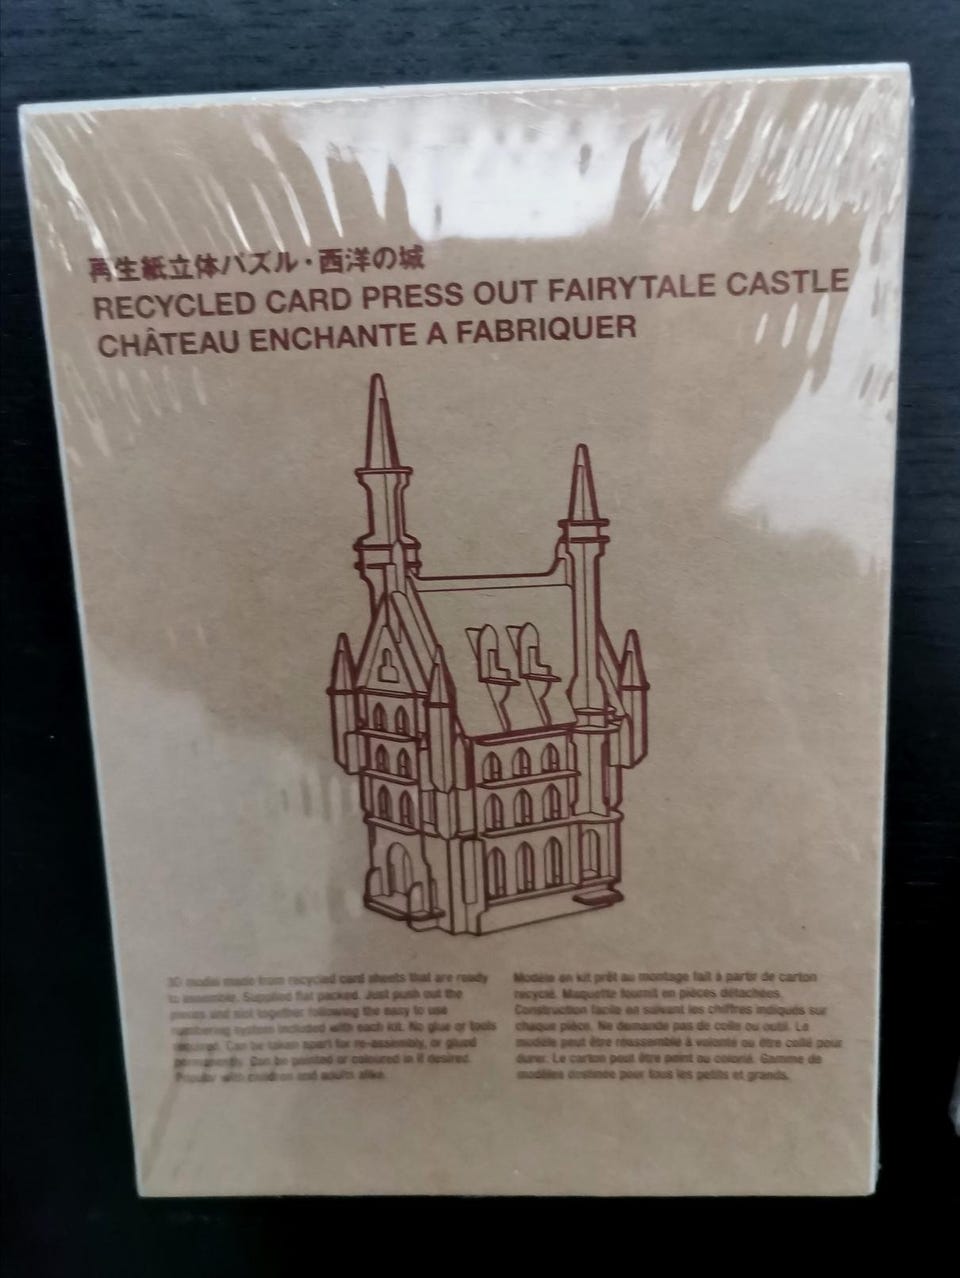 再生紙立体パズル・西洋の城
RECYCLED CARD PRESS OUT FAIRYTALE CASTLE
CHÂTEAU ENCHANTE A FABRIQUER
3D model made from recycled card sheets that are ready
to assemble. Supplied flat packed. Just push out the
pieces and slot together following the easy to use
numbering system included with each kit. No glue or tools
required. Can be taken apart for re-assembly, or glued
permanently. Can be painted or coloured in if desired.
Popular with children and adults alike.
Modèle en kit prêt au montage fait à partir de carton
recyclé. Maquette fournit en pièces détachées.
Construction facile en suivant les chiffres indiqués sur
chaque pièce. Ne demande pas de colle ou outil. Le
modèle peut être réassemblé à volonté ou être collé pour
durer. Le carton peut être peint ou colorié. Gamme de
modèles destinée pour tous les petits et grands.